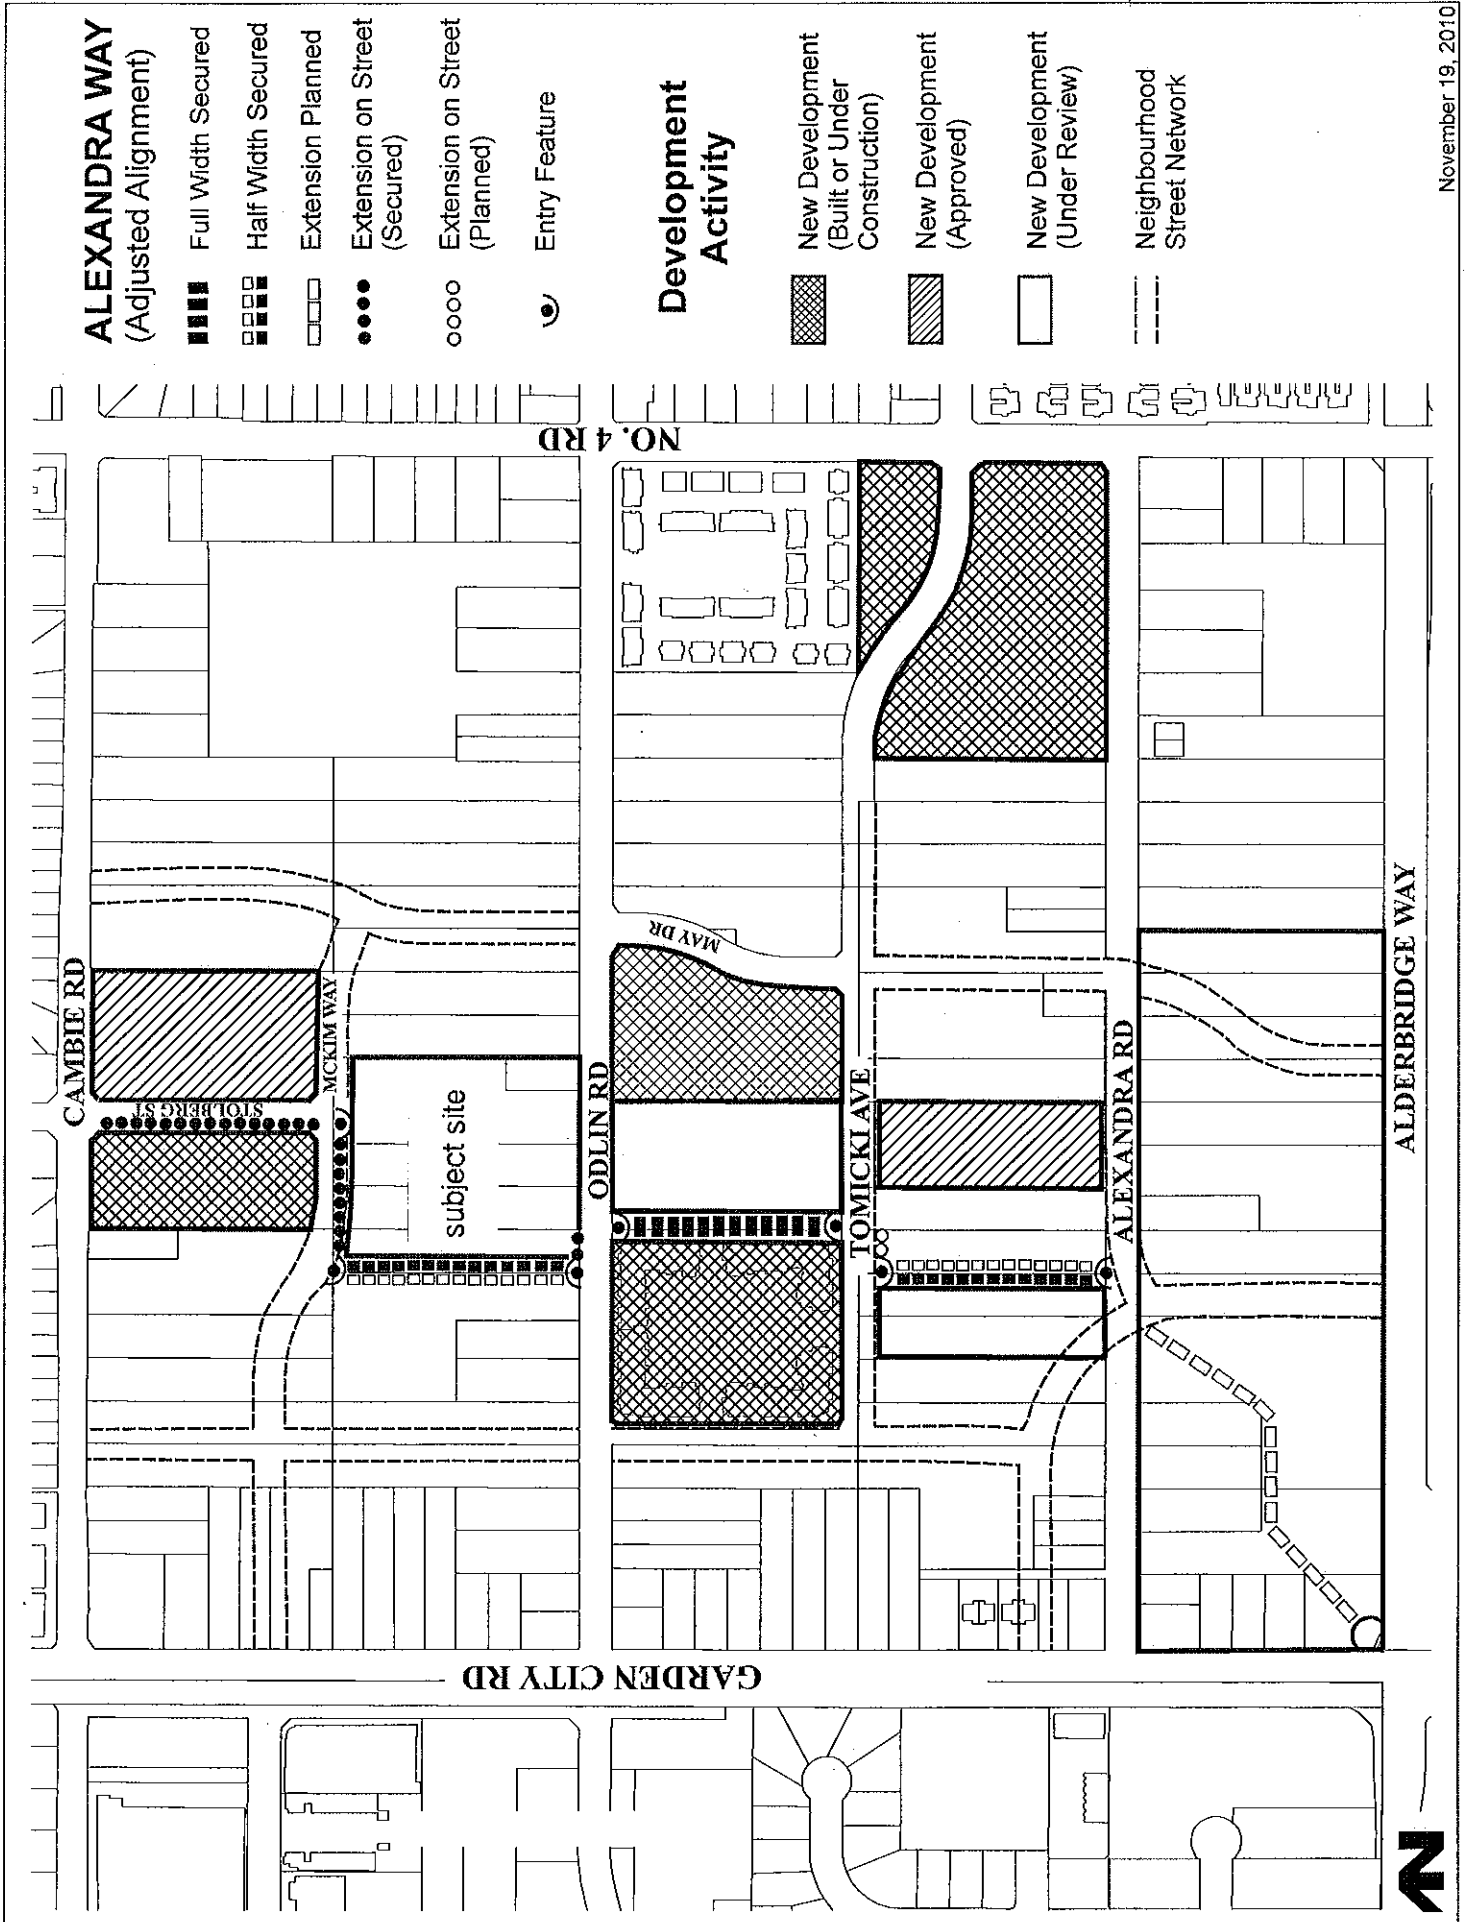 ALEXANDRA WAY
(Adjusted Alignment)
Full Width Secured
Half Width Secured
Extension Planned
Extension on Street
(Secured)
Extension on Street
(Planned)
Entry Feature
Development
Activity
New Development
(Built or Under
Construction)
New Development
(Approved)
New Development
(Under Review)
Neighbourhood
Street Network
November 19, 2010
NO. 4 RD
CAMBIE RD
STOLBERG ST
MCKIM WAY
subject site
ODLIN RD
MAY DR
TOMICKI AVE
ALEXANDRA RD
ALDERBRIDGE WAY
GARDEN CITY RD
N